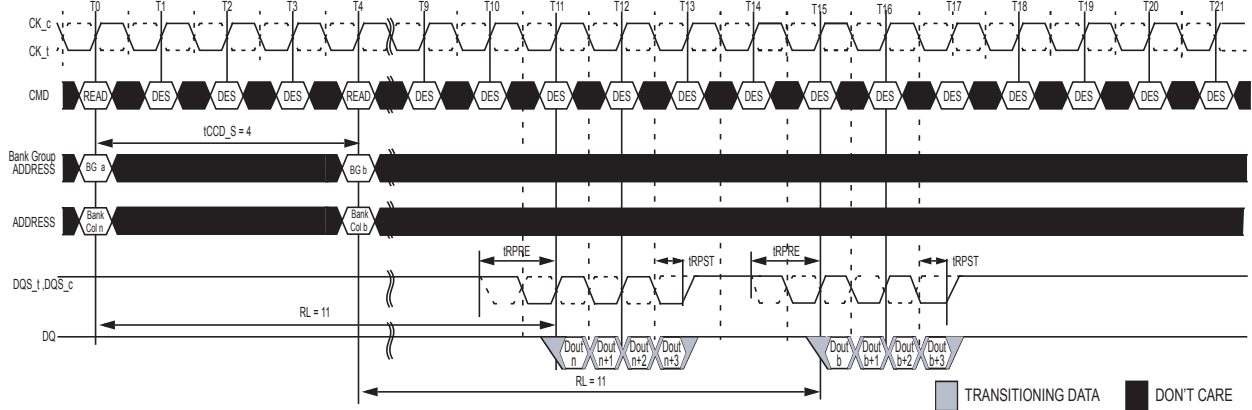 T0 T1 T2 T3 T4 T9 T10 T11 T12 T13 T14 T15 T16 T17 T18 T19 T20 T21
CK_c
CK_t
CMD READ DES DES DES READ DES DES DES DES DES DES DES DES DES DES DES DES DES
tCCD_S = 4
Bank Group
ADDRESS
BG a
BG b
ADDRESS
Bank
Col n
Bank
Col b
tRPRE
tRPST
tRPRE
tRPST
DQS_t ,DQS_c
RL = 11
DQ
Dout
n
Dout
n+1
Dout
n+2
Dout
n+3
Dout
b
Dout
b+1
Dout
b+2
Dout
b+3
RL = 11
TRANSITIONING DATA
DON'T CARE